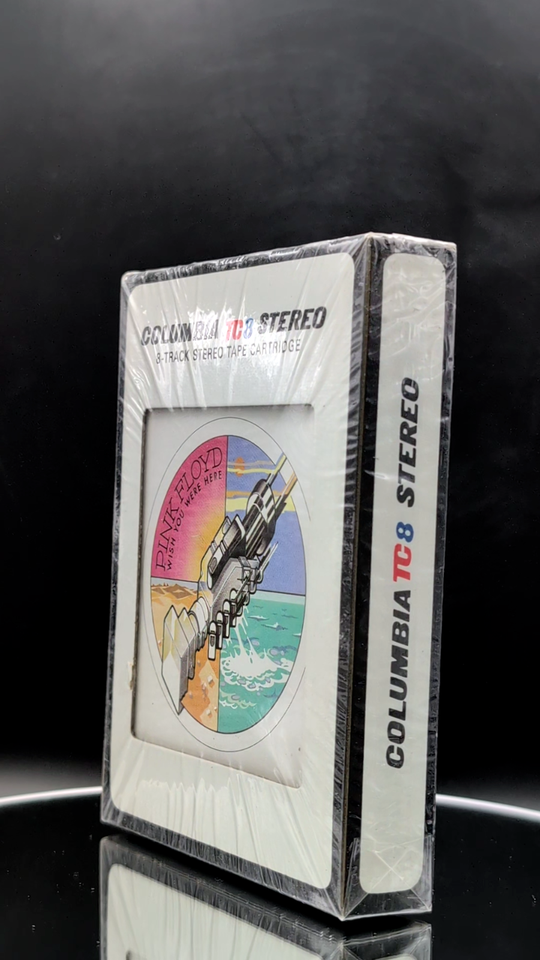 COLUMBIA TC8 STEREO
8-TRACK STEREO TAPE CARTRIDGE
PINK FLOYD
WISH YOU WERE HERE
COLUMBIA TC8 STEREO